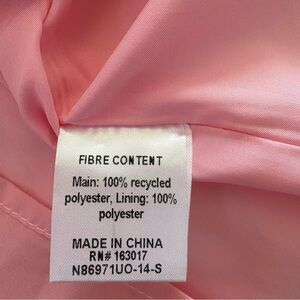 FIBRE CONTENT
Main: 100% recycled
polyester, Lining: 100%
polyester
MADE IN CHINA
RN# 163017
N86971UO-14-S